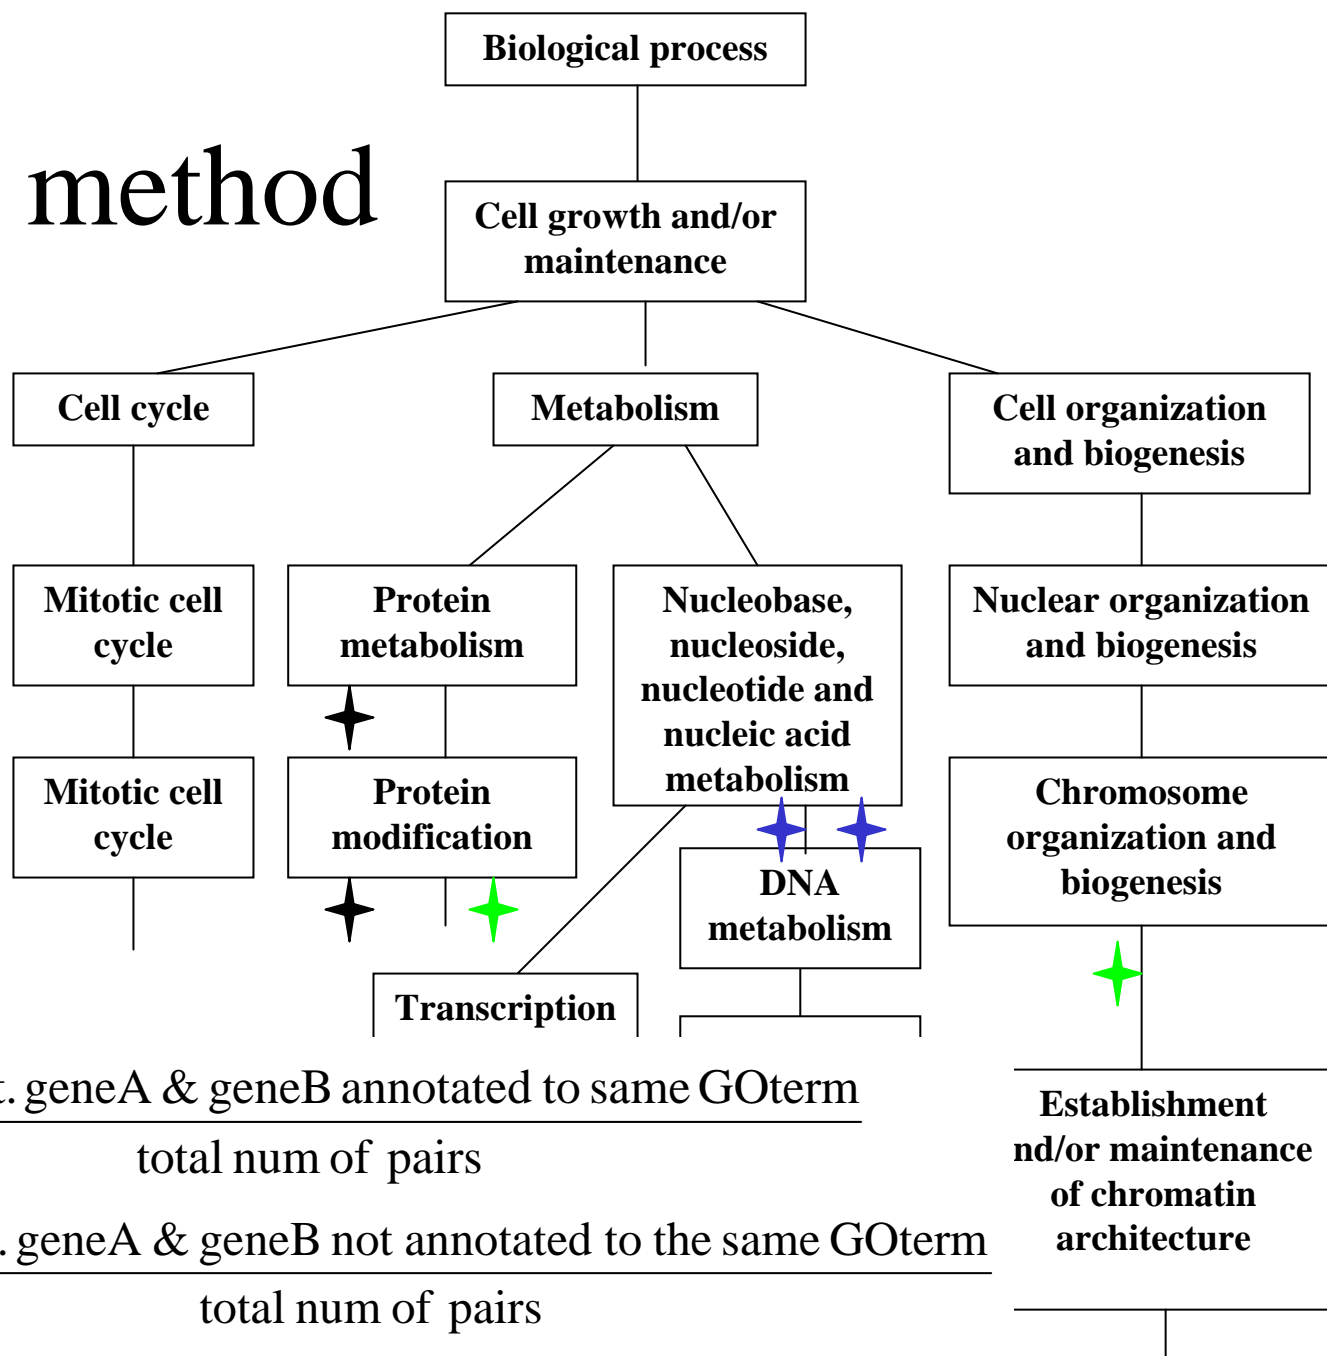 Biological process
method
Cell growth and/or
maintenance
Cell cycle
Metabolism
Cell organization
and biogenesis
Mitotic cell
cycle
Protein
metabolism
Nucleobase,
nucleoside,
nucleotide and
nucleic acid
metabolism
Nuclear organization
and biogenesis
Mitotic cell
cycle
Protein
modification
Chromosome
organization and
biogenesis
DNA
metabolism
Transcription
t. geneA & geneB annotated to same GOterm
total num of pairs
. geneA & geneB not annotated to the same GOterm
total num of pairs
Establishment
nd/or maintenance
of chromatin
architecture